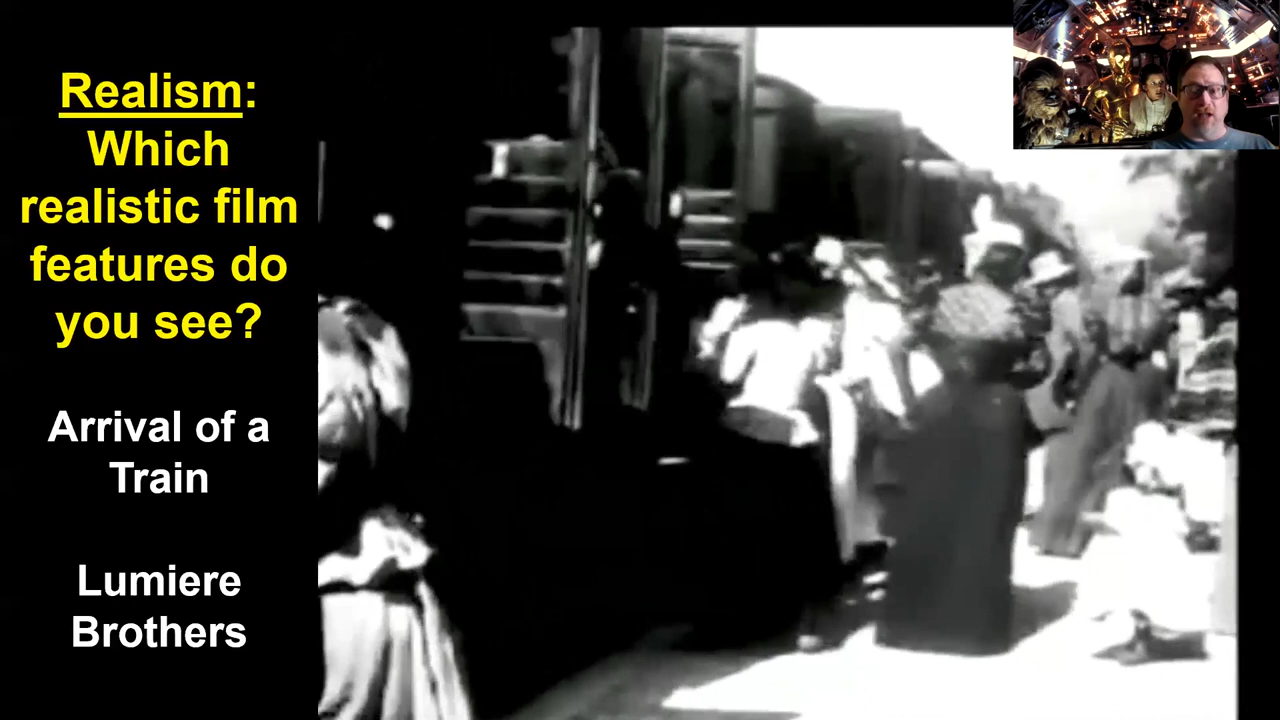 Realism:
Which
realistic film
features do
you see?
Arrival of a
Train
Lumiere
Brothers